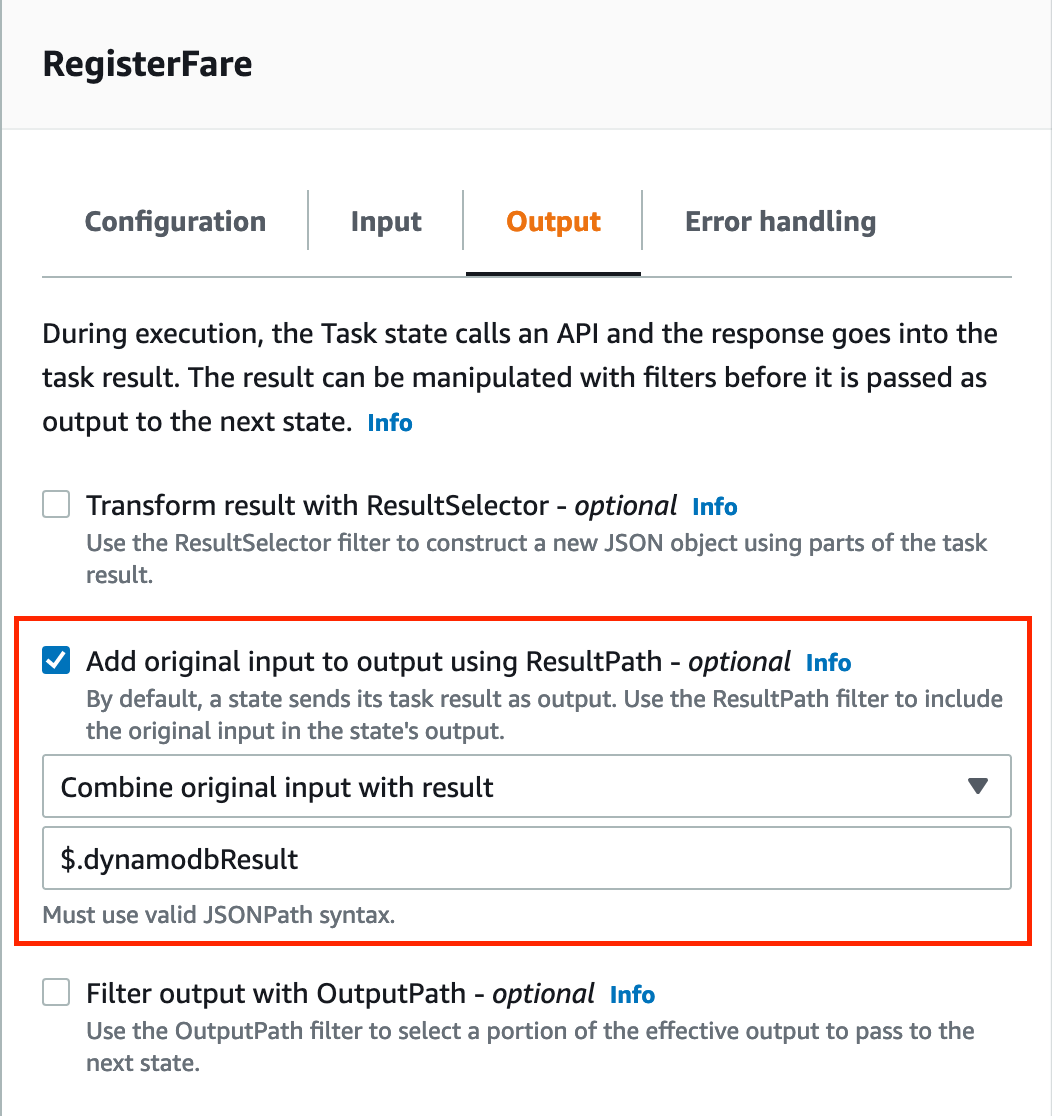 RegisterFare
Configuration
Input
Output
Error handling
During execution, the Task state calls an API and the response goes into the
task result. The result can be manipulated with filters before it is passed as
output to the next state. Info
Transform result with ResultSelector - optional Info
Use the ResultSelector filter to construct a new JSON object using parts of the task
result.
Add original input to output using ResultPath - optional Info
By default, a state sends its task result as output. Use the ResultPath filter to include
the original input in the state's output.
Combine original input with result
$.dynamodbResult
Must use valid JSONPath syntax.
Filter output with OutputPath - optional Info
Use the OutputPath filter to select a portion of the effective output to pass to the
next state.